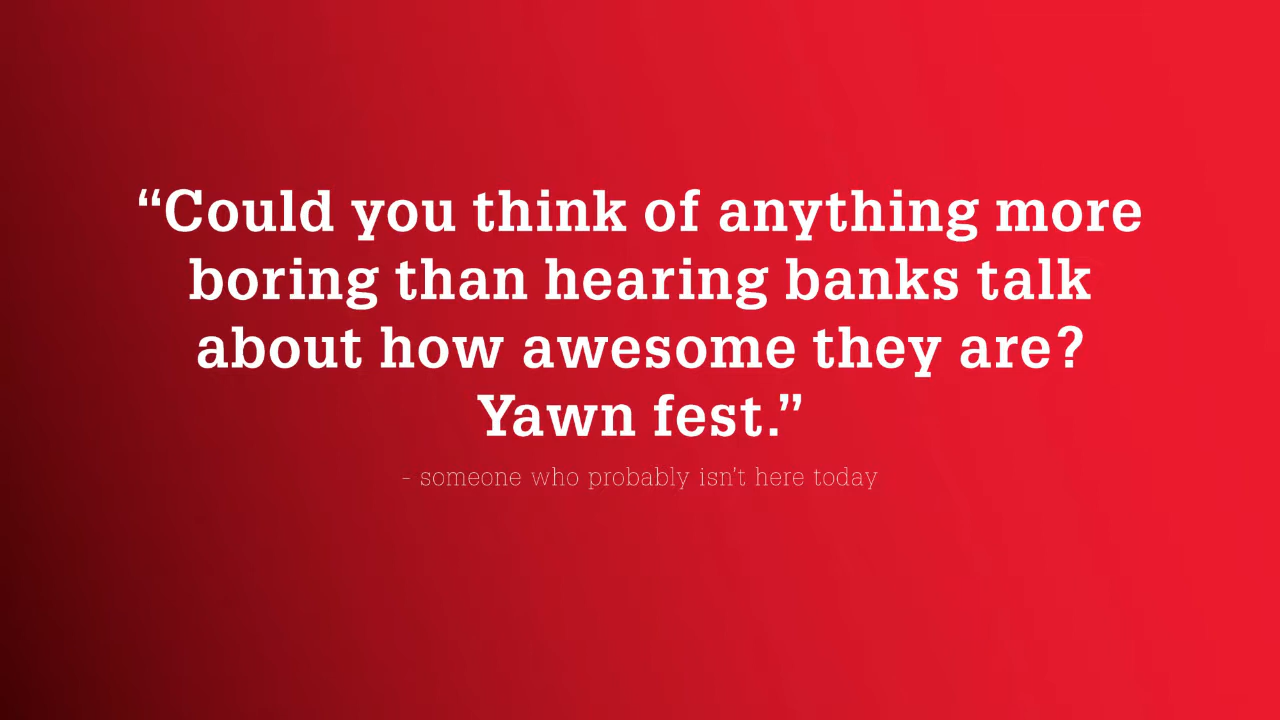 “Could you think of anything more
boring than hearing banks talk
about how awesome they are?
Yawn fest.”
- someone who probably isn't here today